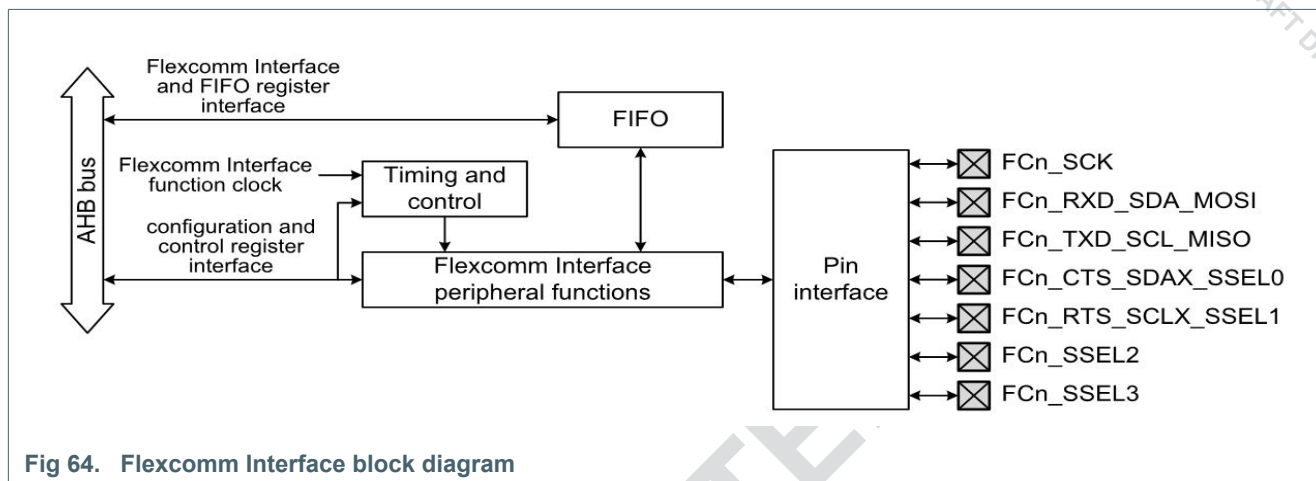 Flexcomm Interface
and FIFO register
interface
FIFO
AHB bus
Flexcomm Interface
function clock
Timing and
control
configuration and
control register
interface
Flexcomm Interface
peripheral functions
Pin
interface
FCn_SCK
FCn_RXD_SDA_MOSI
FCn_TXD_SCL_MISO
FCn_CTS_SDAX_SSEL0
FCn_RTS_SCLX_SSEL1
FCn_SSEL2
FCn_SSEL3
Fig 64. Flexcomm Interface block diagram